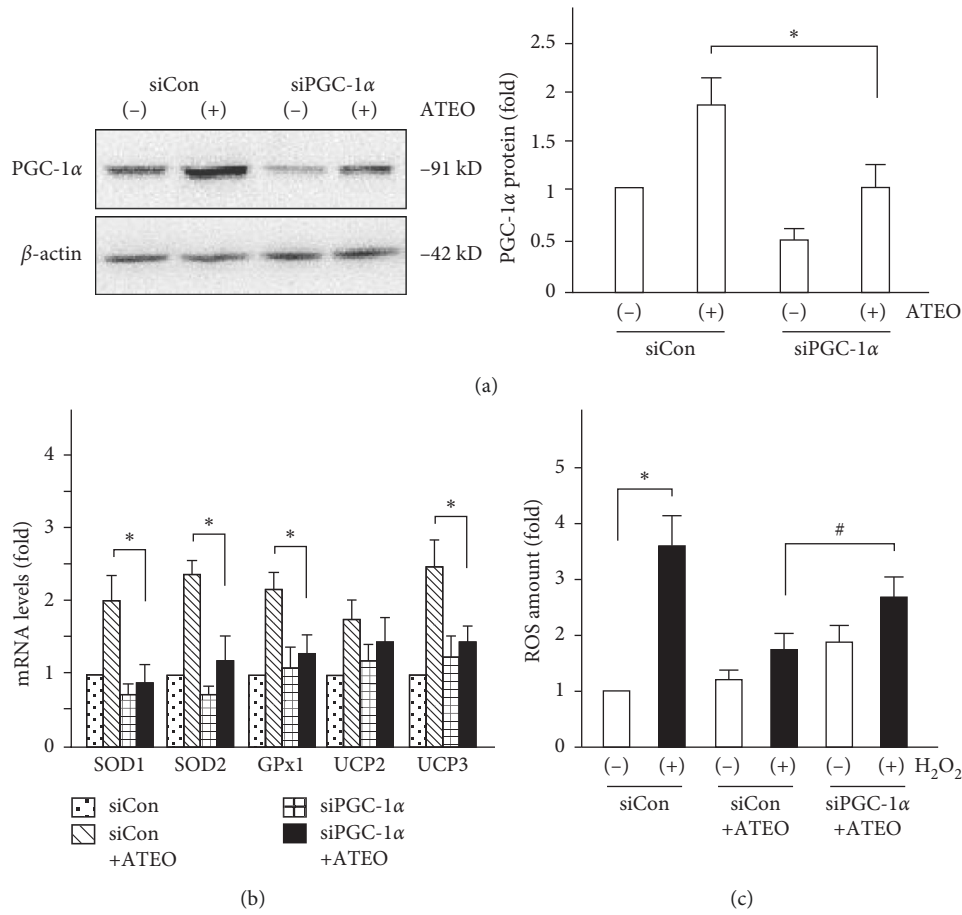 siCon siPGC-1α
(–) (+) (–) (+) ATEO
PGC-1α –91 kD
β-actin –42 kD
PGC-1α protein (fold)
2.5
2
1.5
1
0.5
0
*
(–) (+) (–) (+) ATEO
siCon siPGC-1α
(a)
mRNA levels (fold)
4
3
2
1
0
* * * *
SOD1 SOD2 GPx1 UCP2 UCP3
siCon
siCon
+ATEO
siPGC-1α
siPGC-1α
+ATEO
(b)
ROS amount (fold)
5
4
3
2
1
0
* #
(–) (+) (–) (+) (–) (+) H₂O₂
siCon siCon siPGC-1α
+ATEO +ATEO
(c)